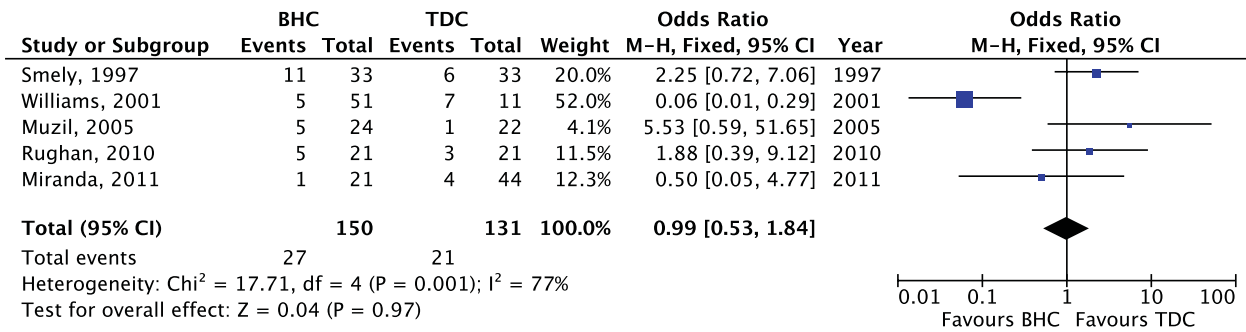 BHC TDC Odds Ratio Odds Ratio
Study or Subgroup Events Total Events Total Weight M-H, Fixed, 95% CI Year M-H, Fixed, 95% CI
Smely, 1997 11 33 6 33 20.0% 2.25 [0.72, 7.06] 1997
Williams, 2001 5 51 7 11 52.0% 0.06 [0.01, 0.29] 2001
Muzil, 2005 5 24 1 22 4.1% 5.53 [0.59, 51.65] 2005
Rughan, 2010 5 21 3 21 11.5% 1.88 [0.39, 9.12] 2010
Miranda, 2011 1 21 4 44 12.3% 0.50 [0.05, 4.77] 2011
Total (95% CI) 150 131 100.0% 0.99 [0.53, 1.84]
Total events 27 21
Heterogeneity: Chi² = 17.71, df = 4 (P = 0.001); I² = 77%
Test for overall effect: Z = 0.04 (P = 0.97)
0.01 0.1 1 10 100
Favours BHC Favours TDC